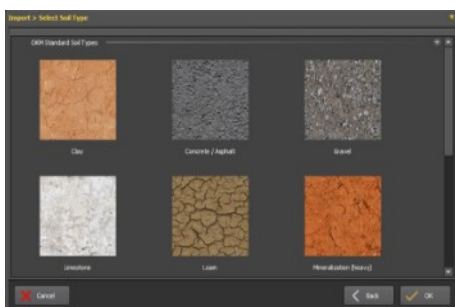 Import > Select Soil Type
OKM Standard Soil Types
Clay
Concrete / Asphalt
Gravel
Limestone
Loam
Mineralization (heavy)
Cancel
Back
OK